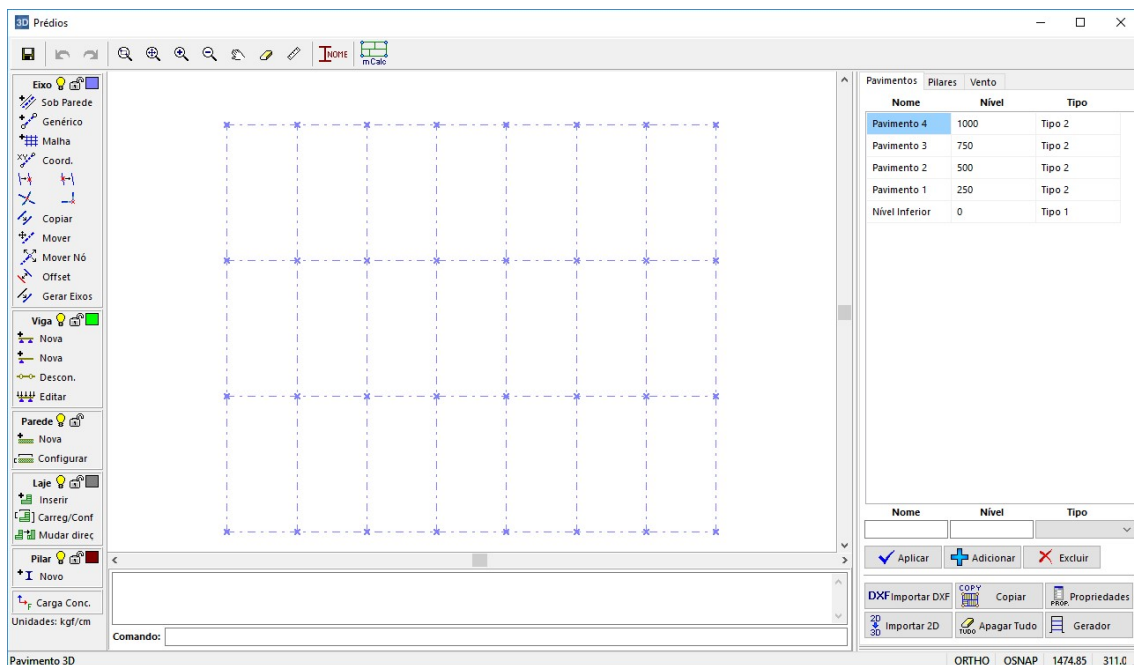 3D Prédios
NOME
mCalc
Eixo
Sob Parede
Genérico
Malha
XY Coord.
Copiar
Mover
Mover Nó
Offset
Gerar Eixos
Viga
Nova
Nova
Descon.
Editar
Parede
Nova
Configurar
Laje
Inserir
Carreg/Conf
Mudar direç
Pilar
Novo
F Carga Conc.
Unidades: kgf/cm
Comando:
Pavimentos Pilares Vento
Nome Nível Tipo
Pavimento 4 1000 Tipo 2
Pavimento 3 750 Tipo 2
Pavimento 2 500 Tipo 2
Pavimento 1 250 Tipo 2
Nível Inferior 0 Tipo 1
Nome Nível Tipo
Aplicar Adicionar Excluir
DXF Importar DXF COPY Copiar PROP. Propriedades
2D 3D Importar 2D TUDO Apagar Tudo Gerador
Pavimento 3D ORTHO OSNAP 1474.85 311.0